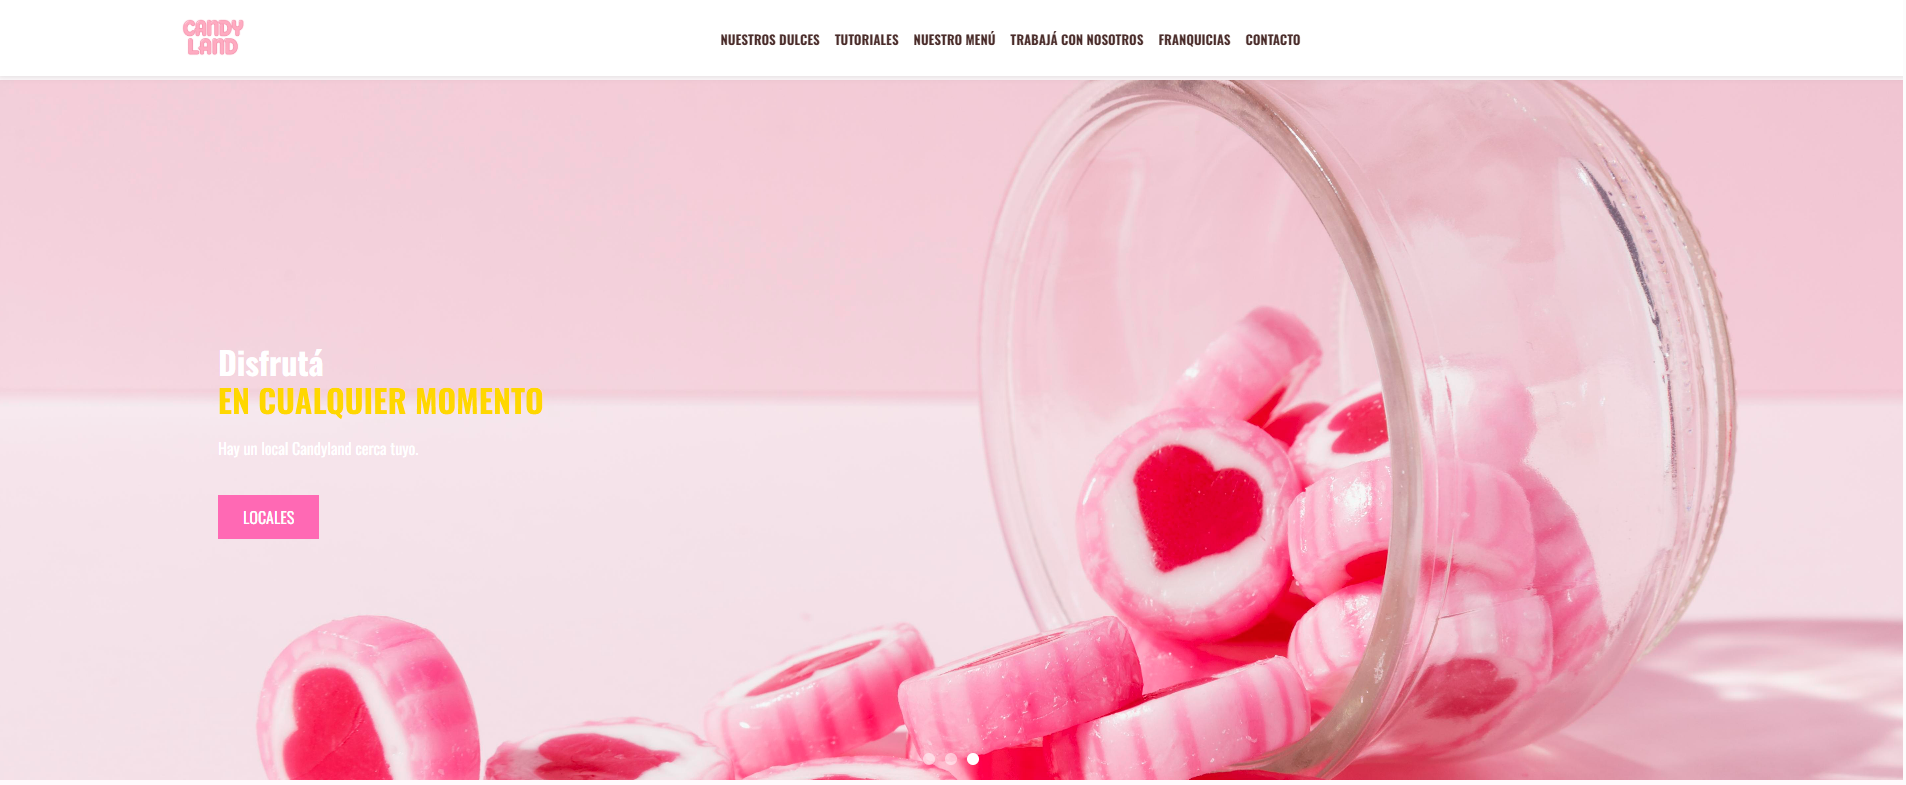 CANDY
LAND
NUESTROS DULCES TUTORIALES NUESTRO MENÚ TRABAJÁ CON NOSOTROS FRANQUICIAS CONTACTO
Disfrutá
EN CUALQUIER MOMENTO
Hay un local Candyland cerca tuyo.
LOCALES